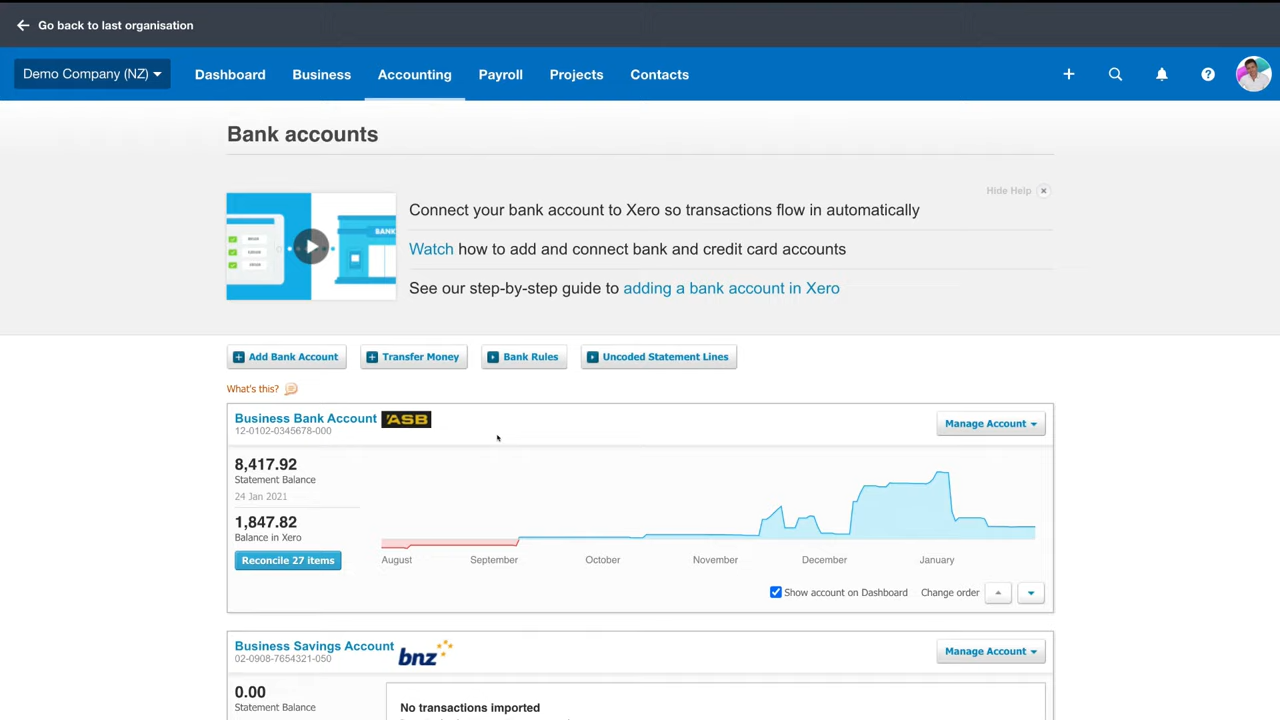 Go back to last organisation
Demo Company (NZ)
Dashboard
Business
Accounting
Payroll
Projects
Contacts
Bank accounts
Hide Help
BANK
Connect your bank account to Xero so transactions flow in automatically
Watch how to add and connect bank and credit card accounts
See our step-by-step guide to adding a bank account in Xero
Add Bank Account
Transfer Money
Bank Rules
Uncoded Statement Lines
What's this?
Business Bank Account
ASB
12-0102-0345678-000
Manage Account
8,417.92
Statement Balance
24 Jan 2021
1,847.82
Balance in Xero
Reconcile 27 items
August
September
October
November
December
January
Show account on Dashboard
Change order
Business Savings Account
bnz
02-0908-7654321-050
Manage Account
0.00
Statement Balance
No transactions imported